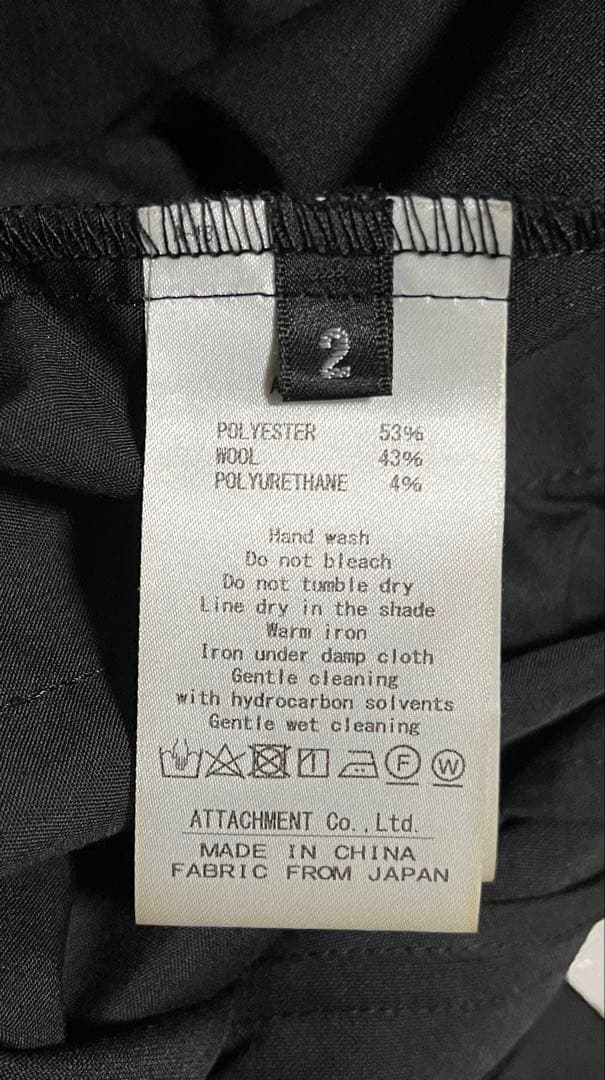 2
POLYESTER 53%
WOOL 43%
POLYURETHANE 4%
Hand wash
Do not bleach
Do not tumble dry
Line dry in the shade
Warm iron
Iron under damp cloth
Gentle cleaning
with hydrocarbon solvents
Gentle wet cleaning
F W
ATTACHMENT Co.,Ltd.
MADE IN CHINA
FABRIC FROM JAPAN